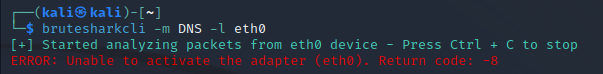 ┌──(kali㉿kali)-[~]
└─$ brutesharkcli -m DNS -l eth0
[+] Started analyzing packets from eth0 device - Press Ctrl + C to stop
ERROR: Unable to activate the adapter (eth0). Return code: -8